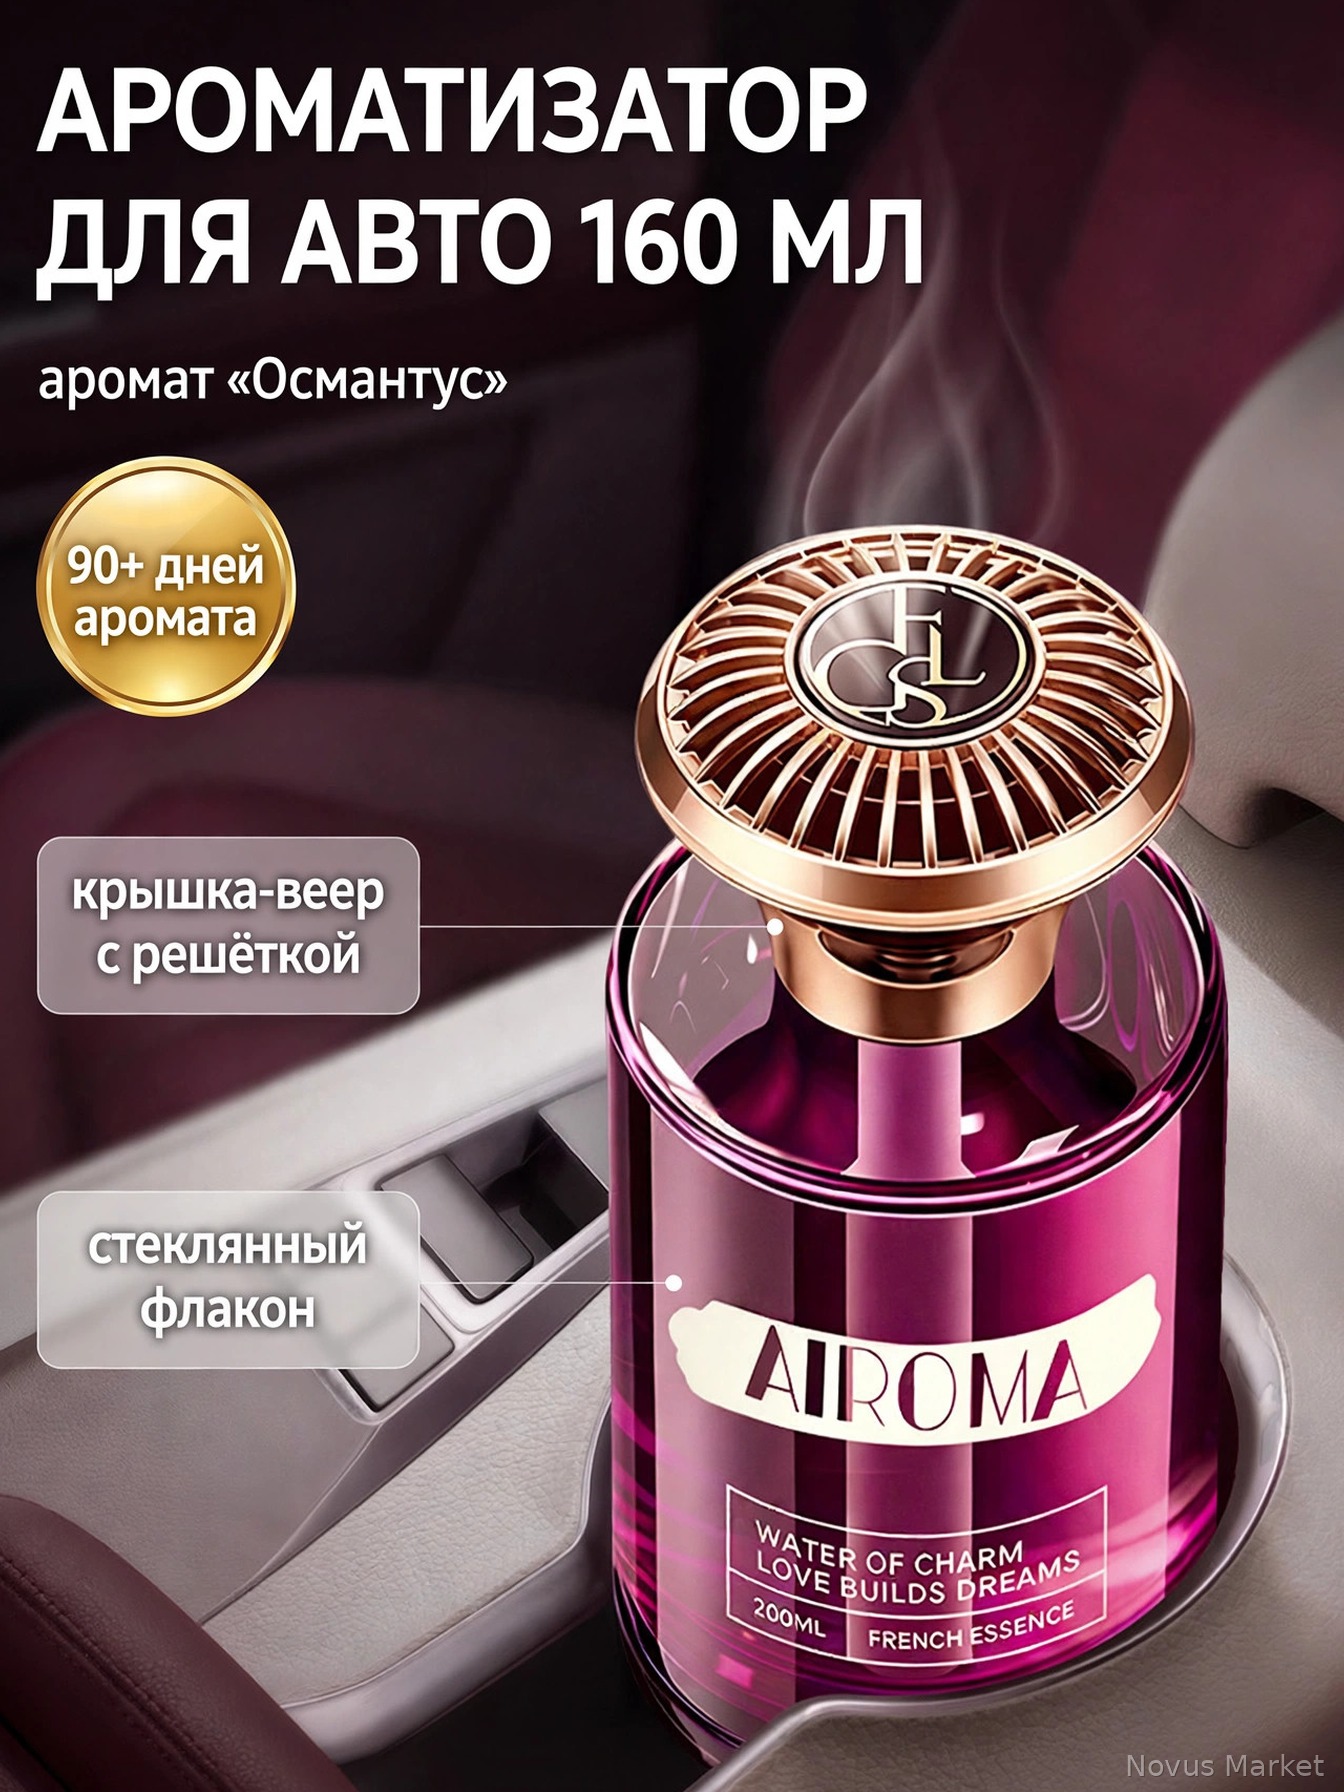 АРОМАТИЗАТОР
ДЛЯ АВТО 160 МЛ
аромат «Османтус»
90+ дней
аромата
крышка-веер
с решёткой
стеклянный
флакон
AIROMA
WATER OF CHARM
LOVE BUILDS DREAMS
200ML FRENCH ESSENCE
Novus Market